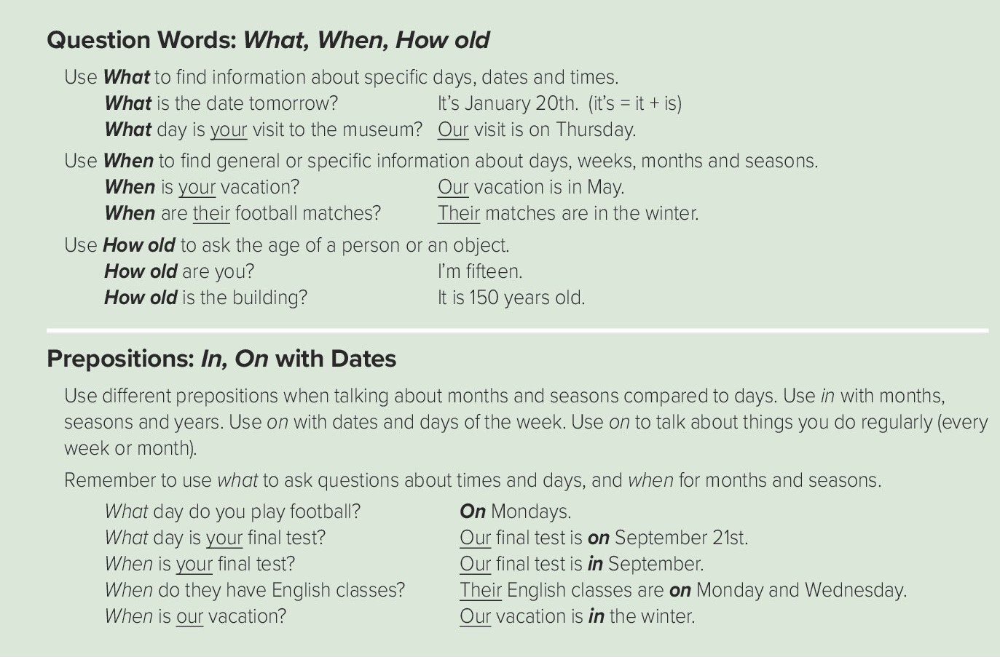 Question Words: What, When, How old
Use What to find information about specific days, dates and times.
What is the date tomorrow? It's January 20th. (it's = it + is)
What day is your visit to the museum? Our visit is on Thursday.
Use When to find general or specific information about days, weeks, months and seasons.
When is your vacation? Our vacation is in May.
When are their football matches? Their matches are in the winter.
Use How old to ask the age of a person or an object.
How old are you? I'm fifteen.
How old is the building? It is 150 years old.
Prepositions: In, On with Dates
Use different prepositions when talking about months and seasons compared to days. Use in with months,
seasons and years. Use on with dates and days of the week. Use on to talk about things you do regularly (every
week or month).
Remember to use what to ask questions about times and days, and when for months and seasons.
What day do you play football? On Mondays.
What day is your final test? Our final test is on September 21st.
When is your final test? Our final test is in September.
When do they have English classes? Their English classes are on Monday and Wednesday.
When is our vacation? Our vacation is in the winter.